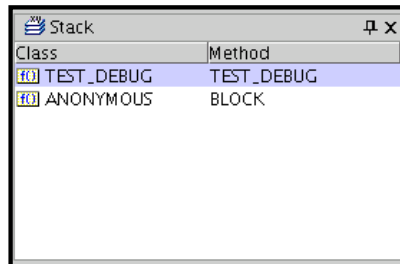 Stack
Class Method
f() TEST_DEBUG TEST_DEBUG
f() ANONYMOUS BLOCK